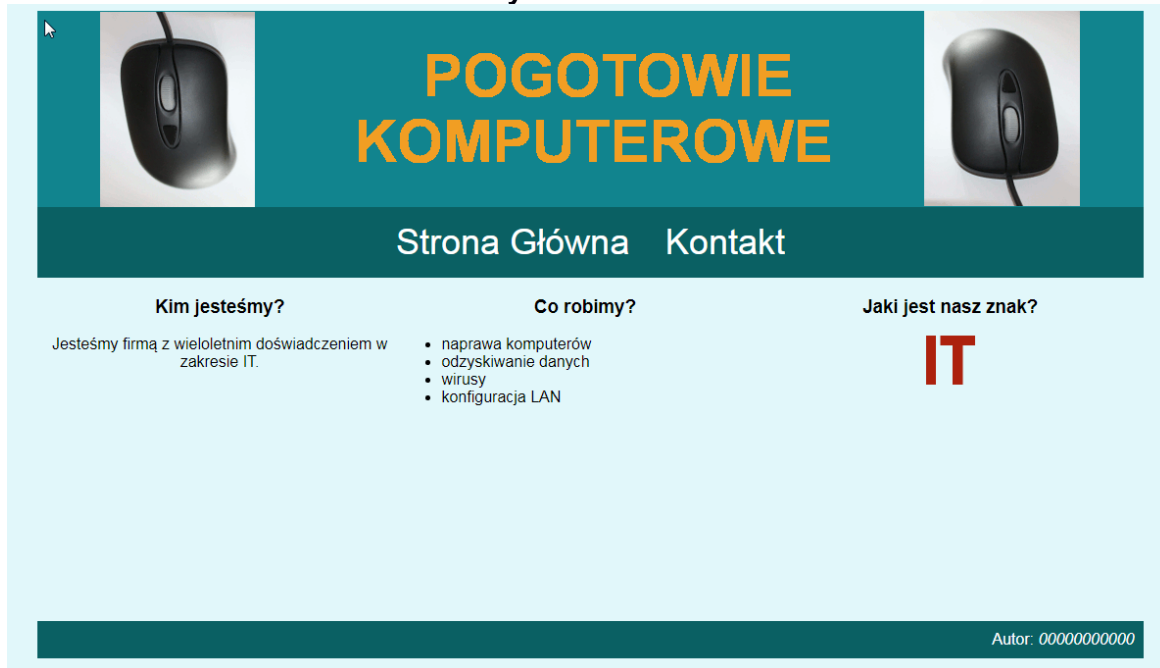 POGOTOWIE
KOMPUTEROWE
Strona Główna Kontakt
Kim jesteśmy?
Jesteśmy firmą z wieloletnim doświadczeniem w
zakresie IT.
Co robimy?
• naprawa komputerów
• odzyskiwanie danych
• wirusy
• konfiguracja LAN
Jaki jest nasz znak?
IT
Autor: 00000000000